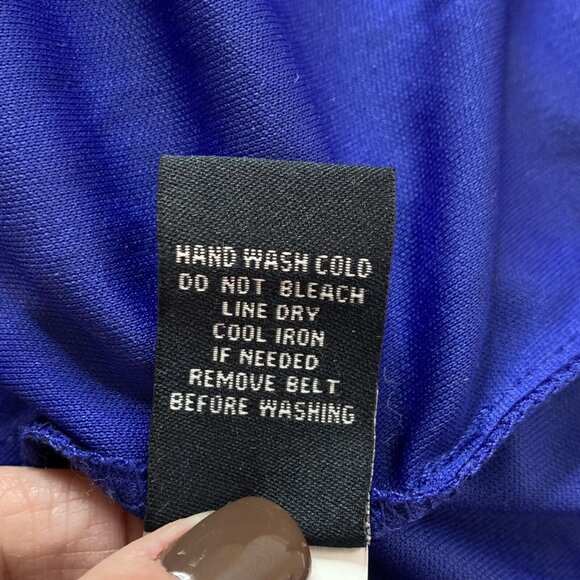 HAND WASH COLD
DO NOT BLEACH
LINE DRY
COOL IRON
IF NEEDED
REMOVE BELT
BEFORE WASHING